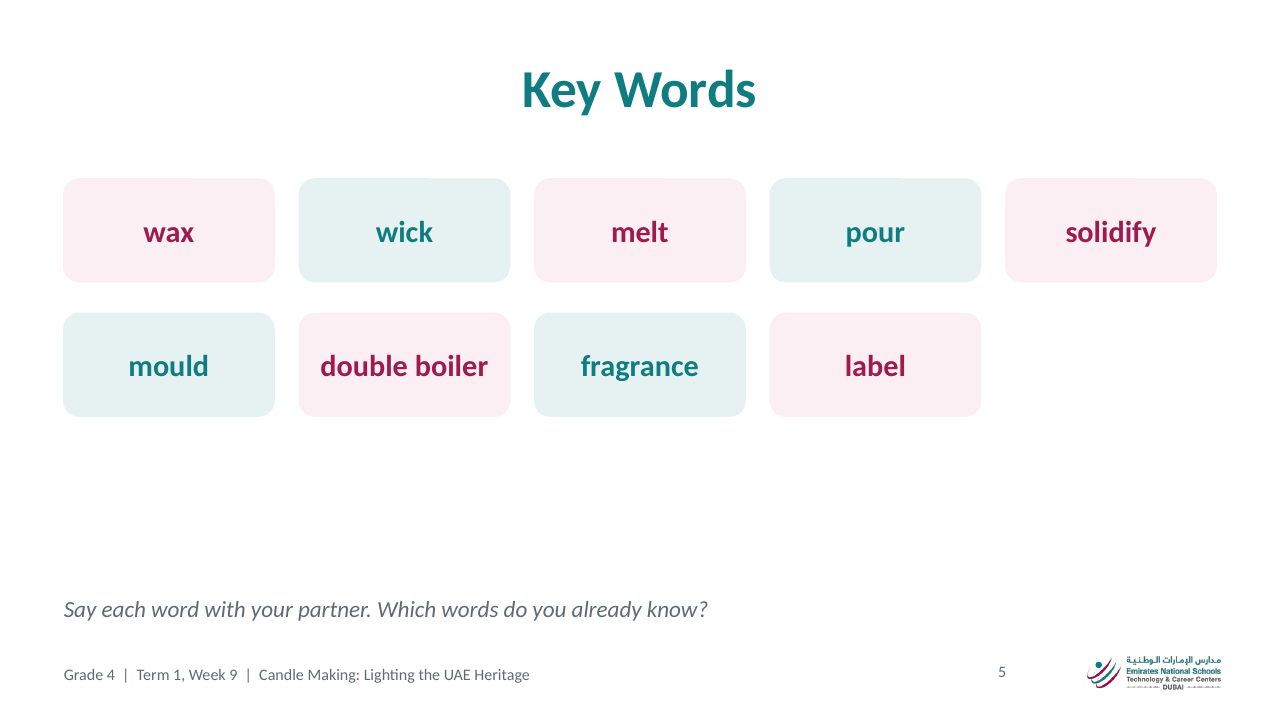 Key Words
wax
wick
melt
pour
solidify
mould
double boiler
fragrance
label
Say each word with your partner. Which words do you already know?
Grade 4 | Term 1, Week 9 | Candle Making: Lighting the UAE Heritage
5
مدارس الإمارات الوطنية
Emirates National Schools
Technology & Career Centers
DUBAI